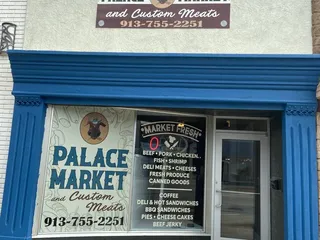 PALACE MARKET
and Custom Meats
913-755-2251
"MARKET FRESH"
BEEF • PORK • CHICKEN
FISH • SHRIMP
DELI MEATS • CHEESES
FRESH PRODUCE
CANNED GOODS
COFFEE
DELI & HOT SANDWICHES
BBQ SANDWICHES
PIES • CHEESE CAKES
BEEF JERKY
PALACE
MARKET
and Custom
Meats
913-755-2251